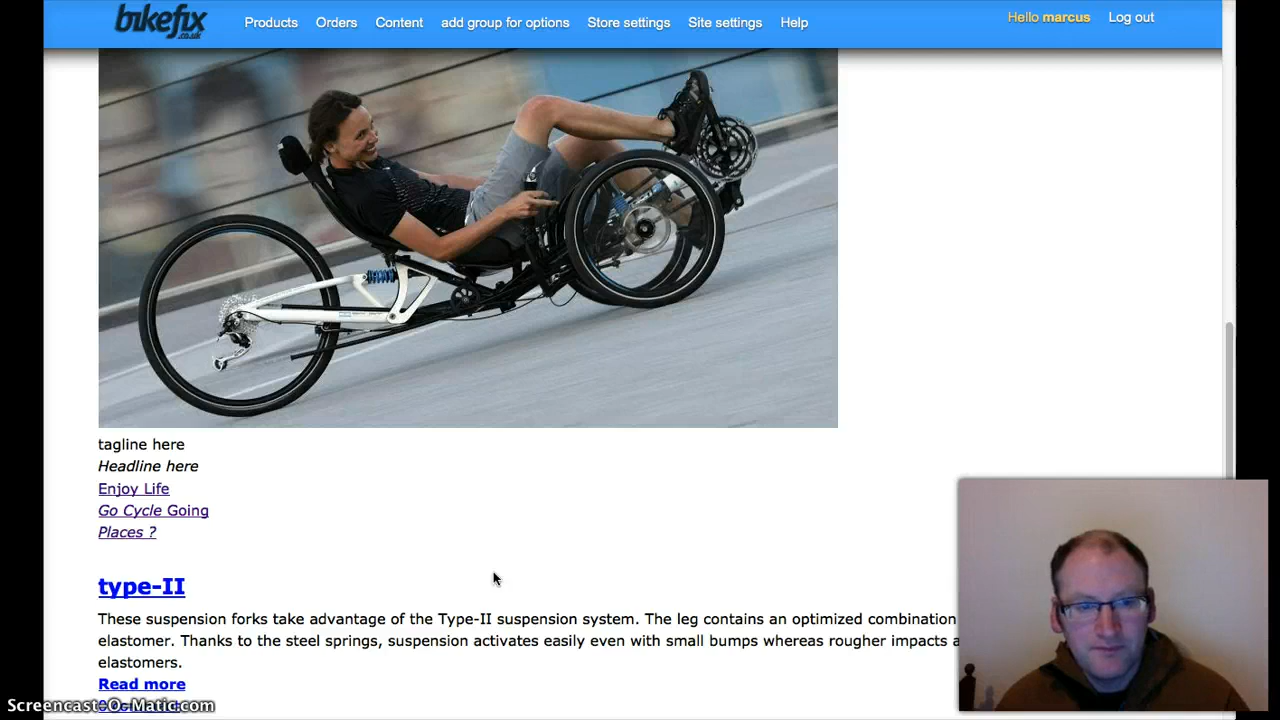 bikefix
.co.uk
Products Orders Content add group for options Store settings Site settings Help
Hello marcus Log out
tagline here
Headline here
Enjoy Life
Go Cycle Going
Places ?
type-II
These suspension forks take advantage of the Type-II suspension system. The leg contains an optimized combination
elastomer. Thanks to the steel springs, suspension activates easily even with small bumps whereas rougher impacts
elastomers.
Read more
Screencast-O-Matic.com